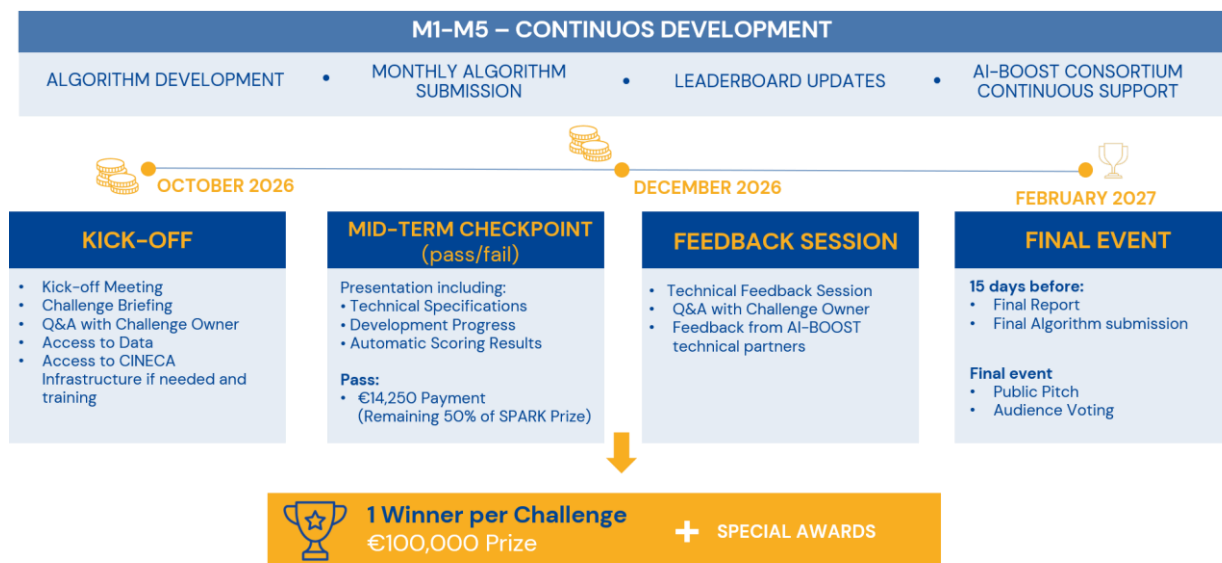 M1-M5 – CONTINUOS DEVELOPMENT
ALGORITHM DEVELOPMENT
•
MONTHLY ALGORITHM
SUBMISSION
•
LEADERBOARD UPDATES
•
AI-BOOST CONSORTIUM
CONTINUOUS SUPPORT
OCTOBER 2026
DECEMBER 2026
FEBRUARY 2027
KICK-OFF
• Kick-off Meeting
• Challenge Briefing
• Q&A with Challenge Owner
• Access to Data
• Access to CINECA
Infrastructure if needed and
training
MID-TERM CHECKPOINT
(pass/fail)
Presentation including:
• Technical Specifications
• Development Progress
• Automatic Scoring Results
Pass:
• €14,250 Payment
(Remaining 50% of SPARK Prize)
FEEDBACK SESSION
• Technical Feedback Session
• Q&A with Challenge Owner
• Feedback from AI-BOOST
technical partners
FINAL EVENT
15 days before:
• Final Report
• Final Algorithm submission
Final event
• Public Pitch
• Audience Voting
1 Winner per Challenge
€100,000 Prize
+ SPECIAL AWARDS